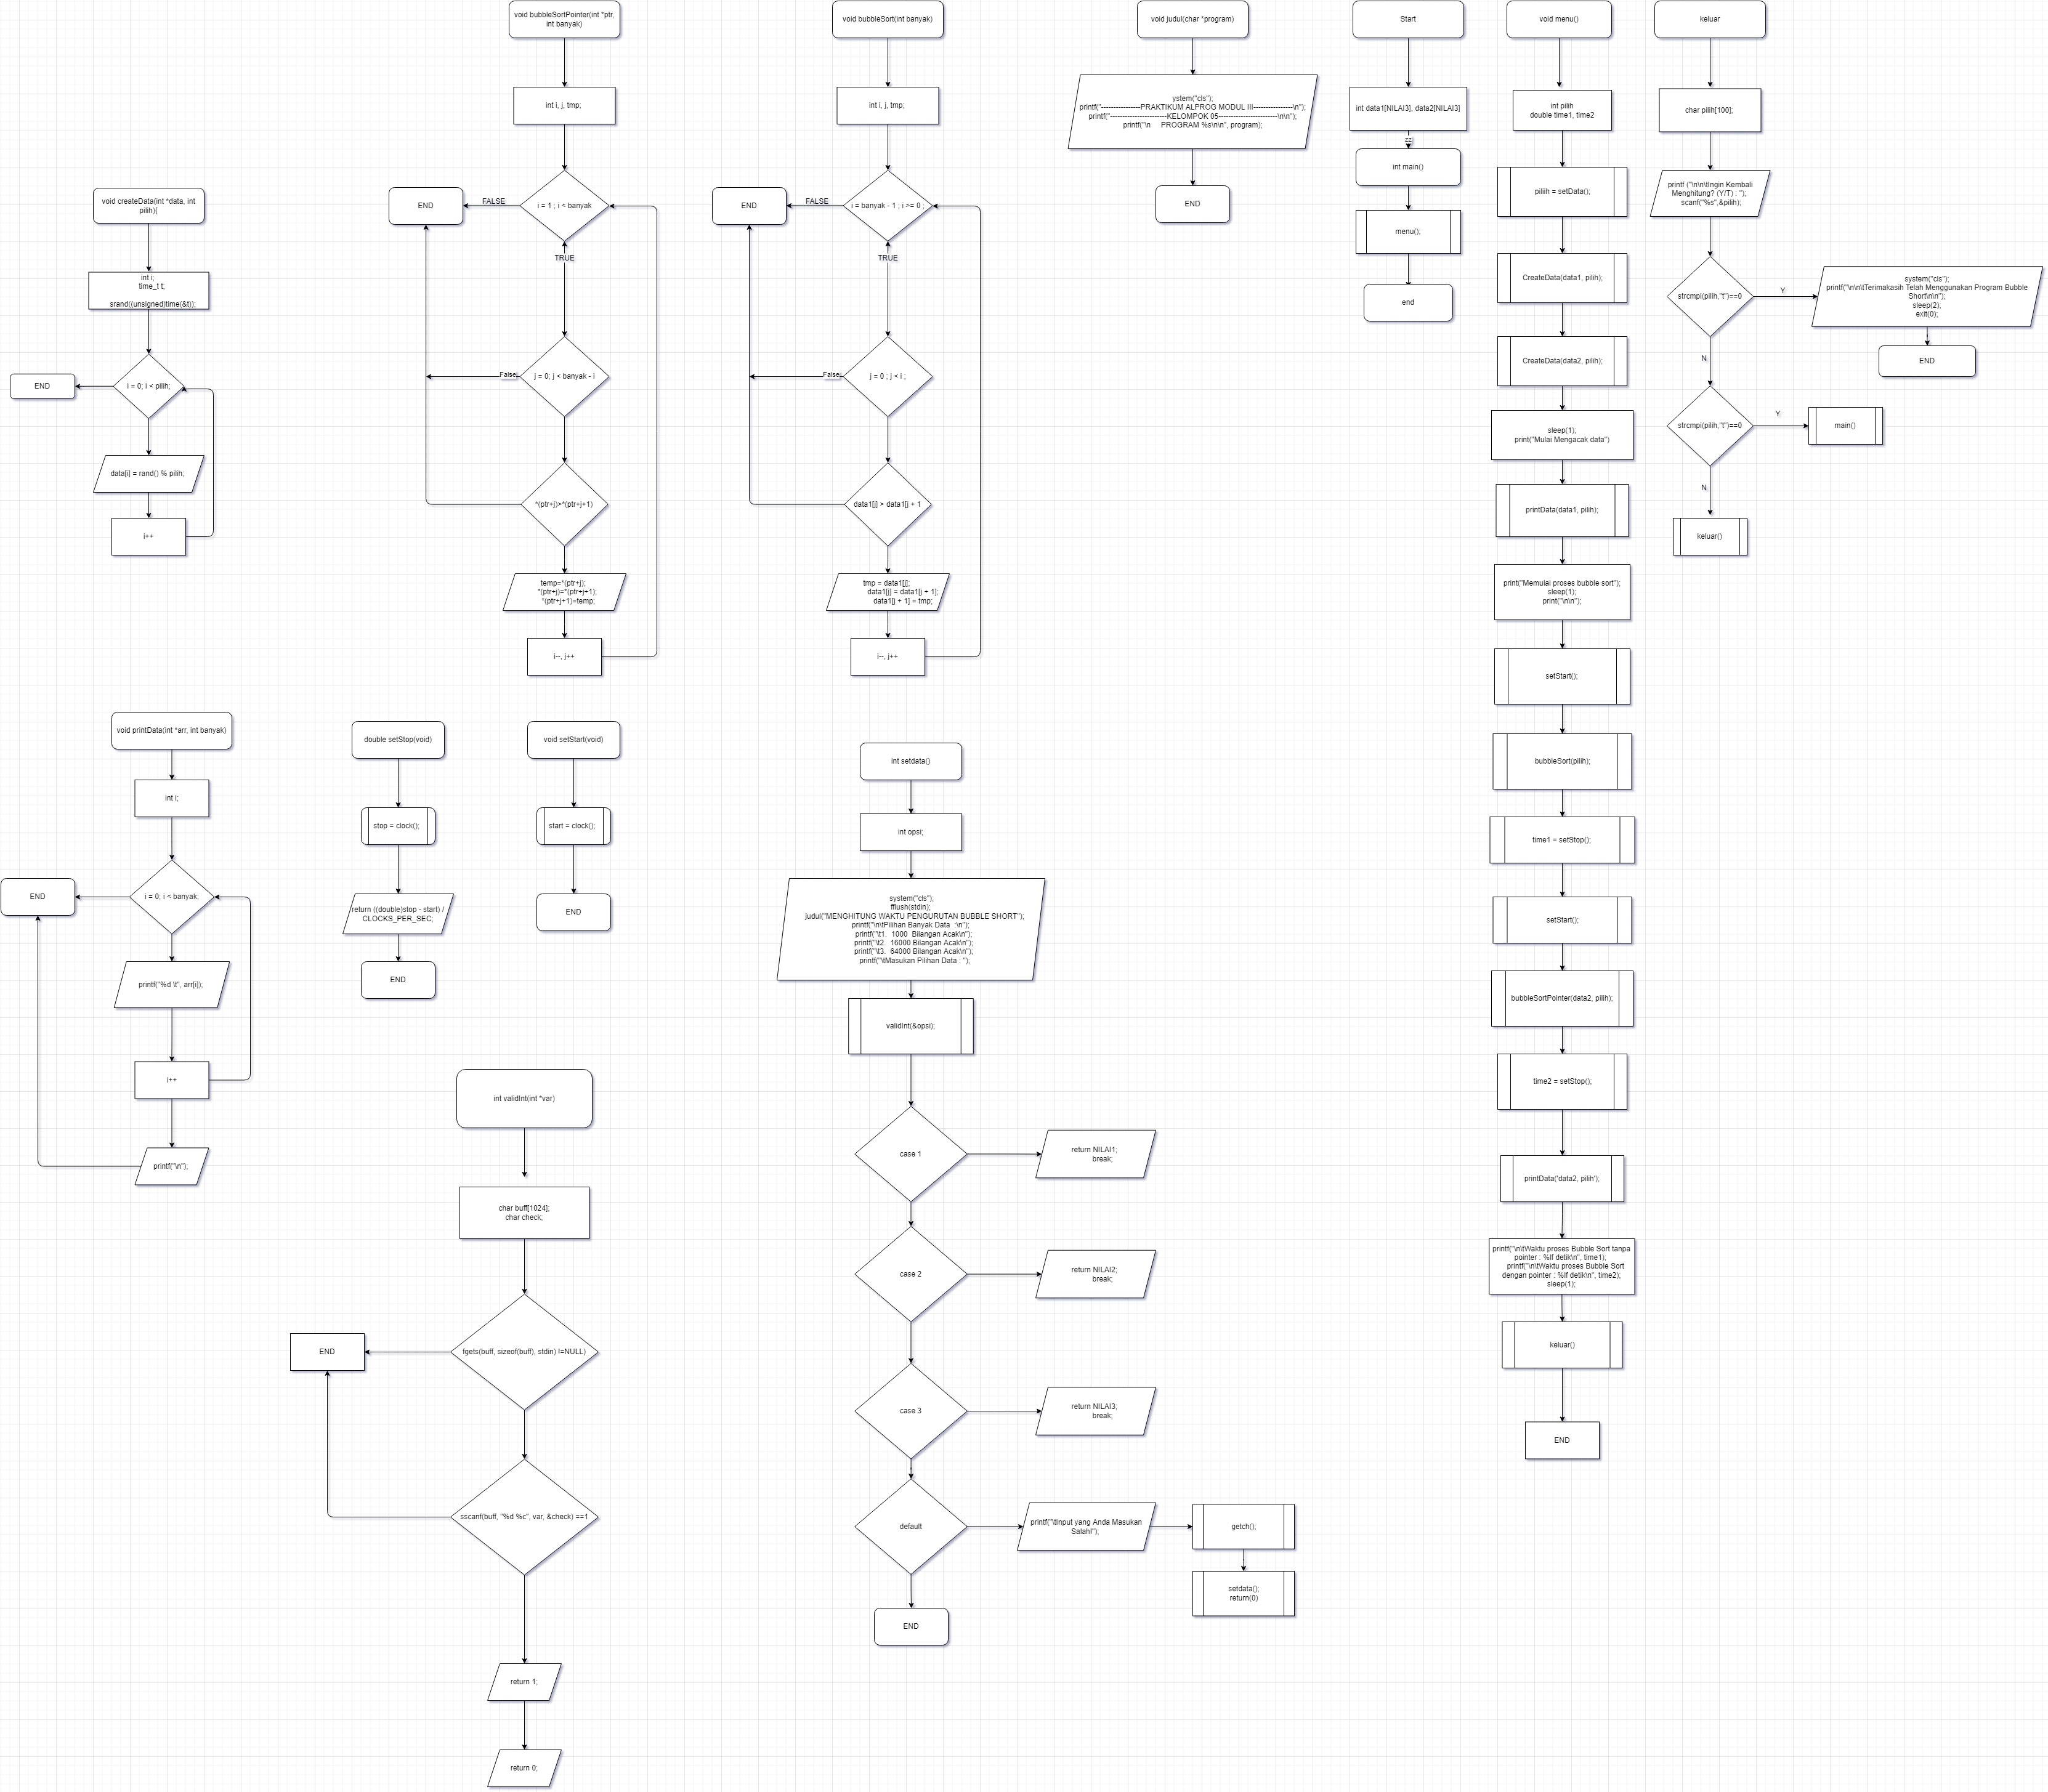 void bubbleSortPointer(int *ptr,
int banyak)
int i, j, tmp;
i = 1 ; i < banyak
FALSE
END
TRUE
j = 0; j < banyak - i
False
*(ptr+j)>*(ptr+j+1)
temp=*(ptr+j);
*(ptr+j)=*(ptr+j+1);
*(ptr+j+1)=temp;
i--, j++
void bubbleSort(int banyak)
int i, j, tmp;
i = banyak - 1 ; i >= 0 ;
FALSE
END
TRUE
j = 0 ; j < i ;
False
data1[j] > data1[j + 1
tmp = data1[j];
data1[j] = data1[j + 1];
data1[j + 1] = tmp;
i--, j++
void judul(char *program)
ystem("cls");
printf("----------------PRAKTIKUM ALPROG MODUL III----------------\n");
printf("-----------------------KELOMPOK 05------------------------\n\n");
printf("\n     PROGRAM %s\n\n", program);
END
Start
int data1[NILAI3], data2[NILAI3]
int main()
menu();
end
void menu()
int pilih
double time1, time2
piliih = setData();
CreateData(data1, pilih);
CreateData(data2, pilih);
sleep(1);
print("Mulai Mengacak data")
printData(data1, pilih);
print("Memulai proses bubble sort");
sleep(1);
print("\n\n");
setStart();
bubbleSort(pilih);
time1 = setStop();
setStart();
bubbleSortPointer(data2, pilih);
time2 = setStop();
printData('data2, pilih');
printf("\n\tWaktu proses Bubble Sort tanpa
pointer : %lf detik\n", time1);
printf("\n\tWaktu proses Bubble Sort
dengan pointer : %lf detik\n", time2);
sleep(1);
keluar()
END
keluar
char pilih[100];
printf ("\n\n\tIngin Kembali
Menghitung? (Y/T) : ");
scanf("%s",&pilih);
strcmpi(pilih,"t")==0
Y
system("cls");
printf("\n\n\tTerimakasih Telah Menggunakan Program Bubble
Short\n\n");
sleep(2);
exit(0);
END
N
strcmpi(pilih,"t")==0
Y
main()
N
keluar()
void createData(int *data, int
pilih){
int i;
time_t t;
srand((unsigned)time(&t));
i = 0; i < pilih;
END
data[i] = rand() % pilih;
i++
void printData(int *arr, int banyak)
int i;
i = 0; i < banyak;
END
printf("%d \t", arr[i]);
i++
printf("\n");
double setStop(void)
stop = clock();
return ((double)stop - start) /
CLOCKS_PER_SEC;
END
void setStart(void)
start = clock();
END
int setdata()
int opsi;
system("cls");
fflush(stdin);
judul("MENGHITUNG WAKTU PENGURUTAN BUBBLE SHORT");
printf("\n\tPilihan Banyak Data  :\n");
printf("\t1.  1000  Bilangan Acak\n");
printf("\t2.  16000 Bilangan Acak\n");
printf("\t3.  64000 Bilangan Acak\n");
printf("\tMasukan Pilihan Data : ");
validInt(&opsi);
case 1
return NILAI1;
break;
case 2
return NILAI2;
break;
case 3
return NILAI3;
break;
default
printf("\tInput yang Anda Masukan
Salah!");
getch();
setdata();
return(0)
END
int validInt(int *var)
char buff[1024];
char check;
fgets(buff, sizeof(buff), stdin) !=NULL)
END
sscanf(buff, "%d %c", var, &check) ==1
return 1;
return 0;